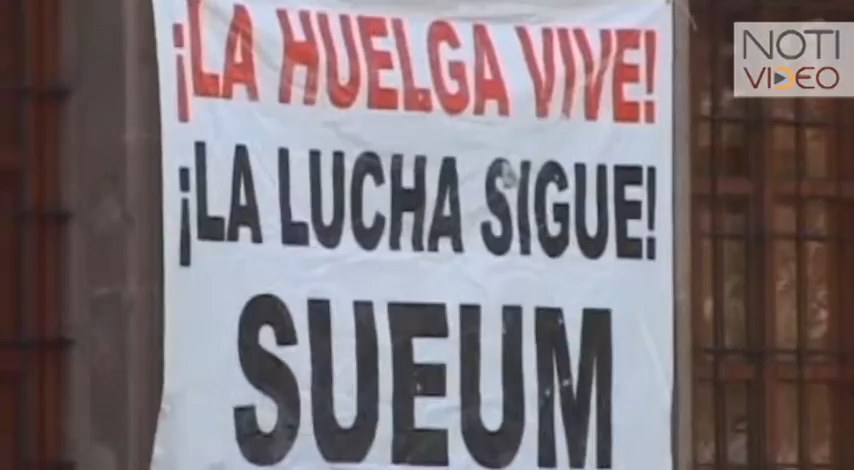 ¡LA HUELGA VIVE!
¡LA LUCHA SIGUE!
SUEUM
NOTI
VIDEO